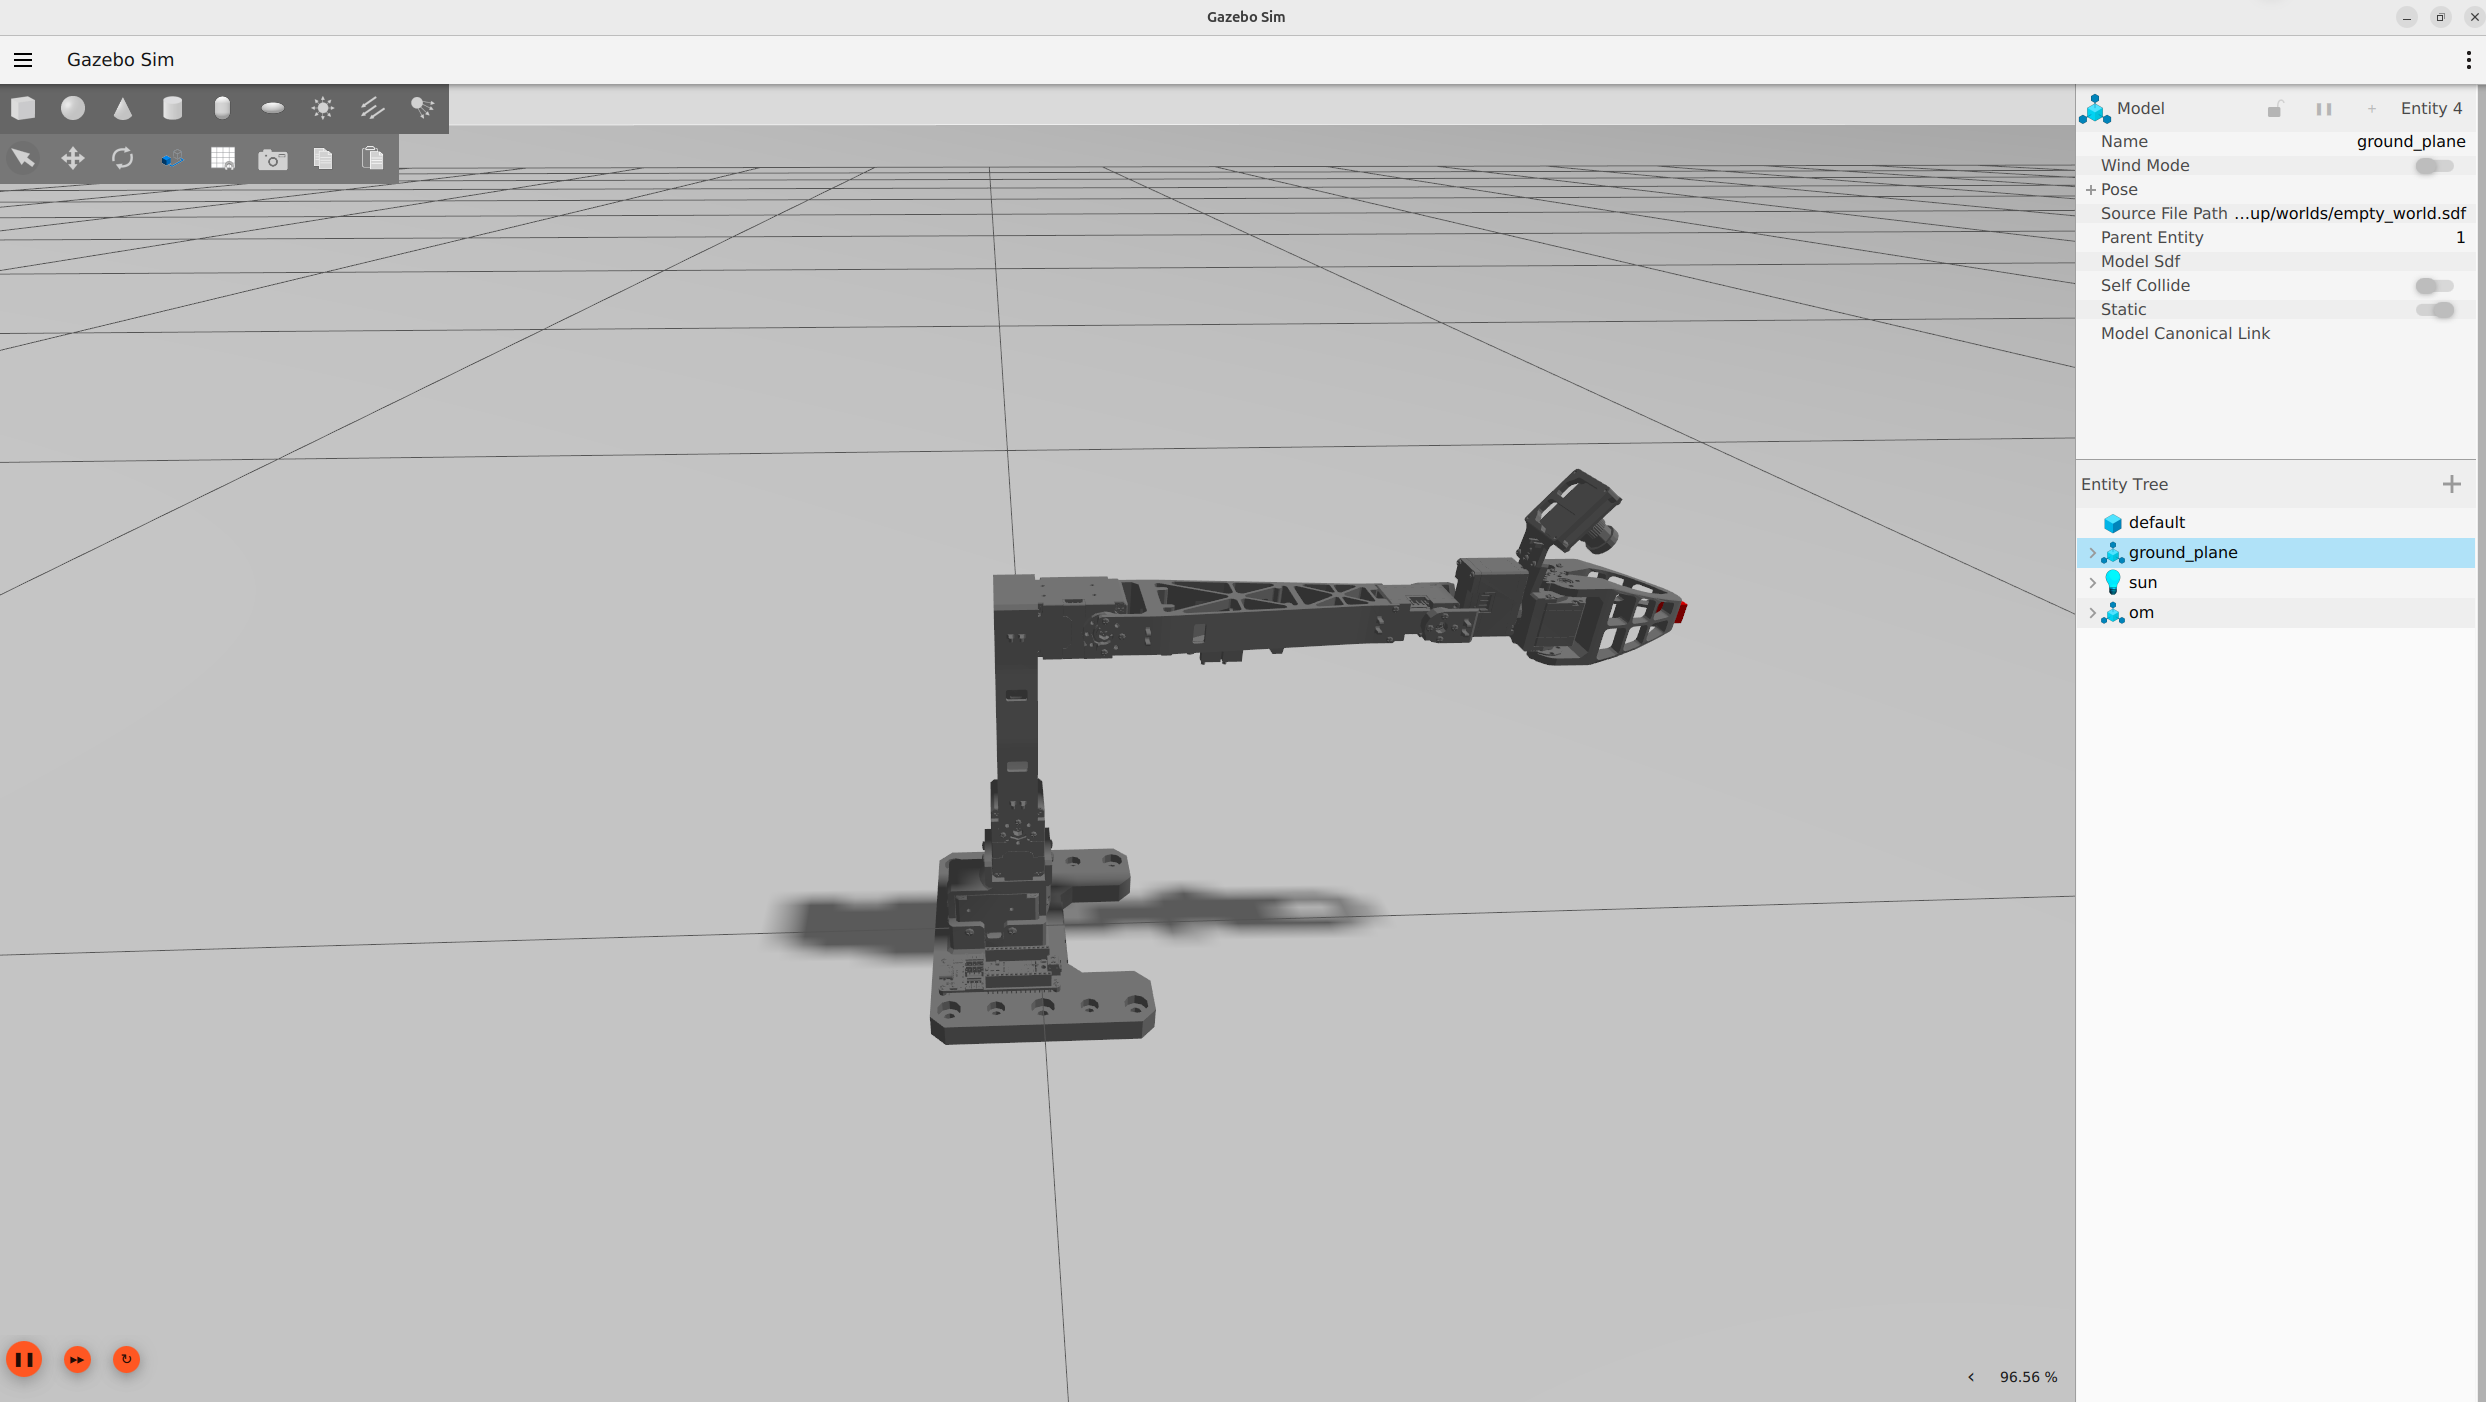 Gazebo Sim
Gazebo Sim
Model
Entity 4
Name ground_plane
Wind Mode
Pose
Source File Path ...up/worlds/empty_world.sdf
Parent Entity 1
Model Sdf
Self Collide
Static
Model Canonical Link
Entity Tree
default
ground_plane
sun
om
96.56 %